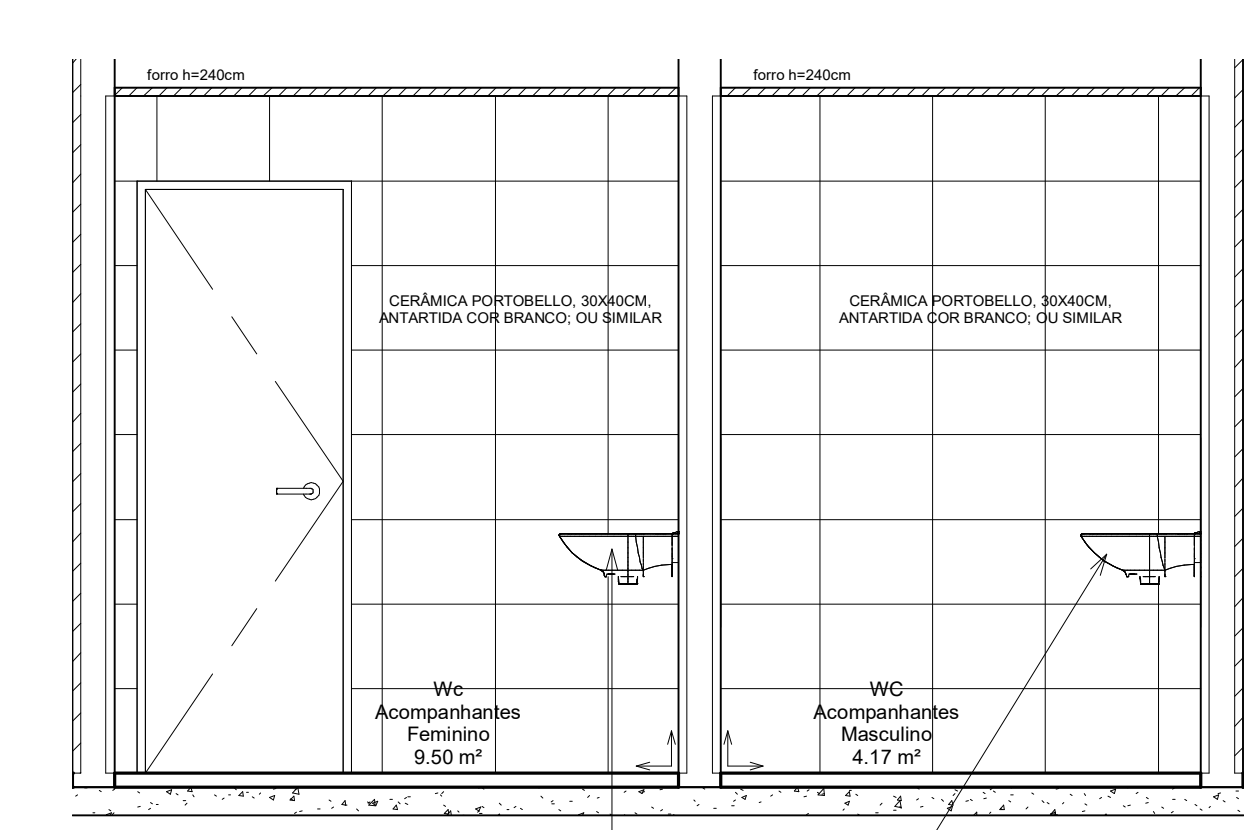 forro h=240cm
forro h=240cm
CERÂMICA PORTOBELLO, 30X40CM,
ANTARTIDA COR BRANCO; OU SIMILAR
CERÂMICA PORTOBELLO, 30X40CM,
ANTARTIDA COR BRANCO; OU SIMILAR
Wc
Acompanhantes
Feminino
9.50 m²
WC
Acompanhantes
Masculino
4.17 m²